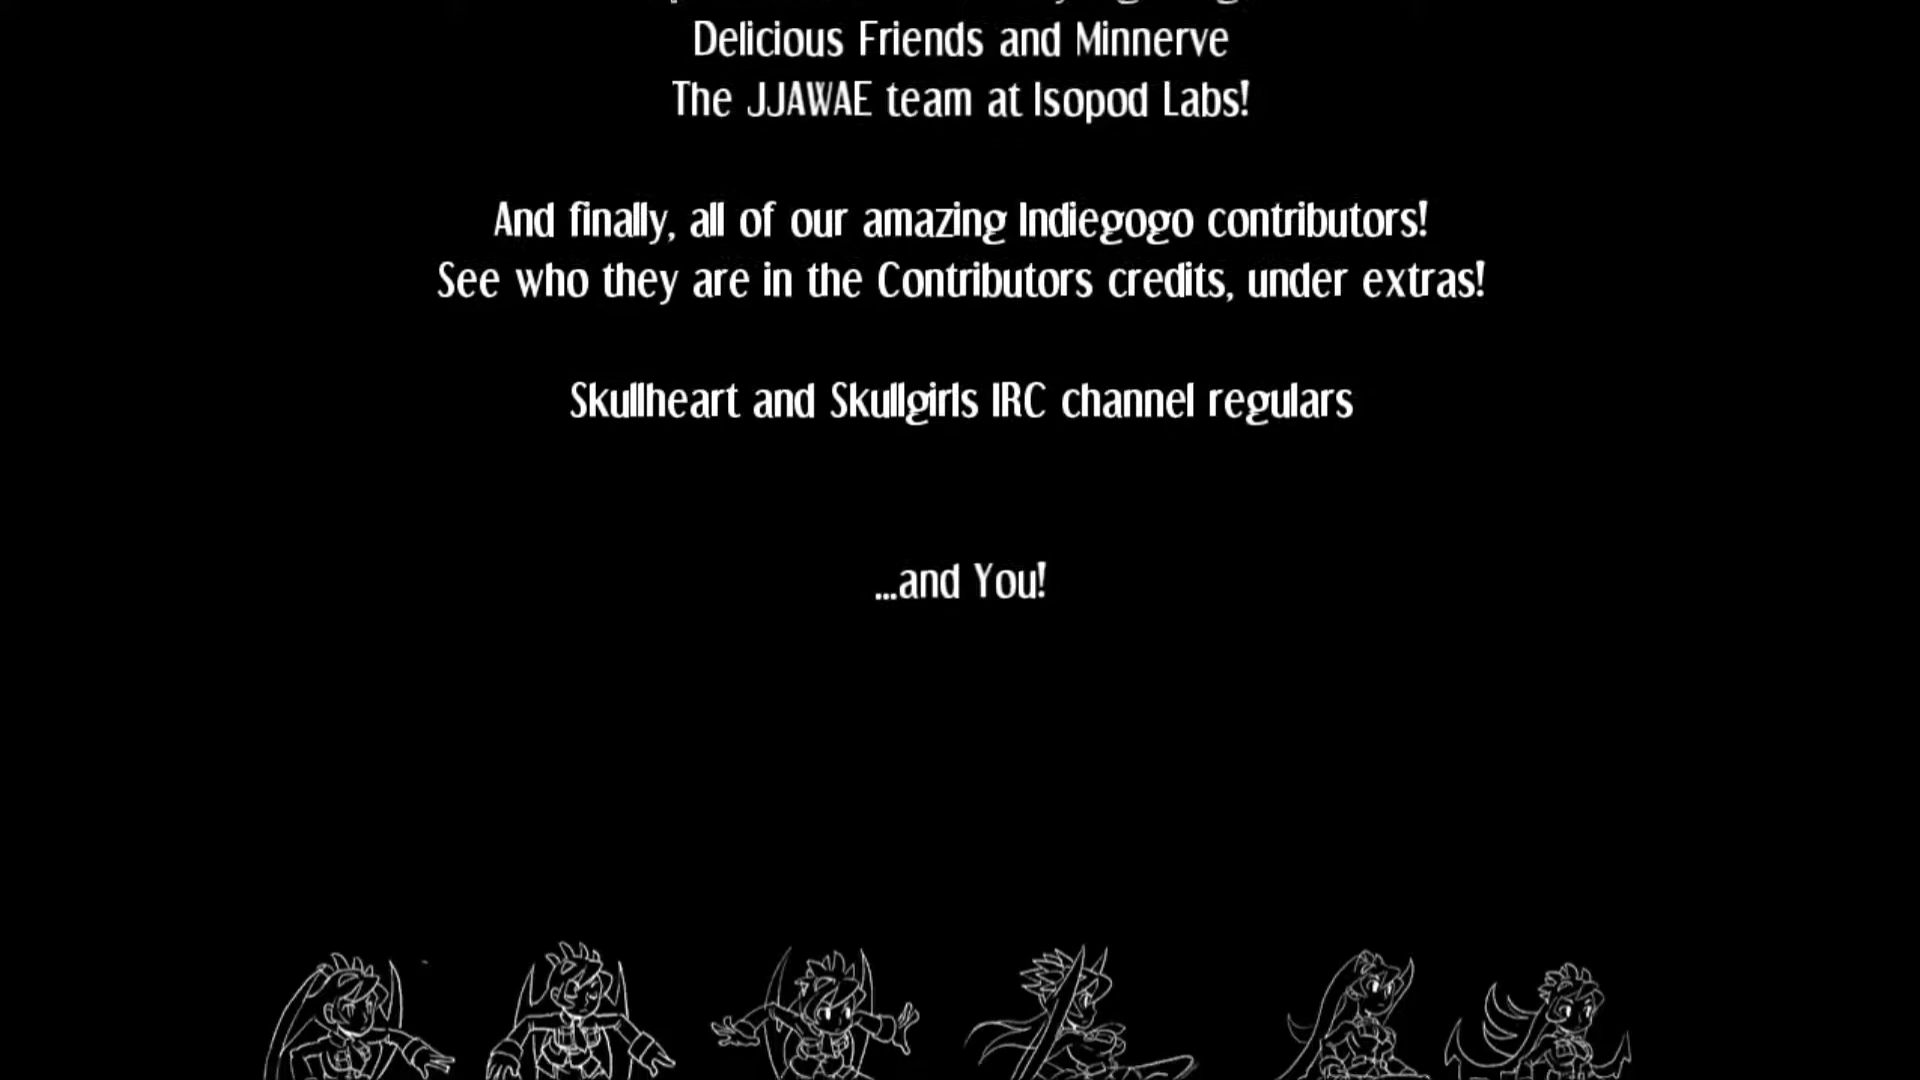 Delicious Friends and Minnerve
The JJAWAE team at Isopod Labs!
And finally, all of our amazing Indiegogo contributors!
See who they are in the Contributors credits, under extras!
Skullheart and Skullgirls IRC channel regulars
...and You!